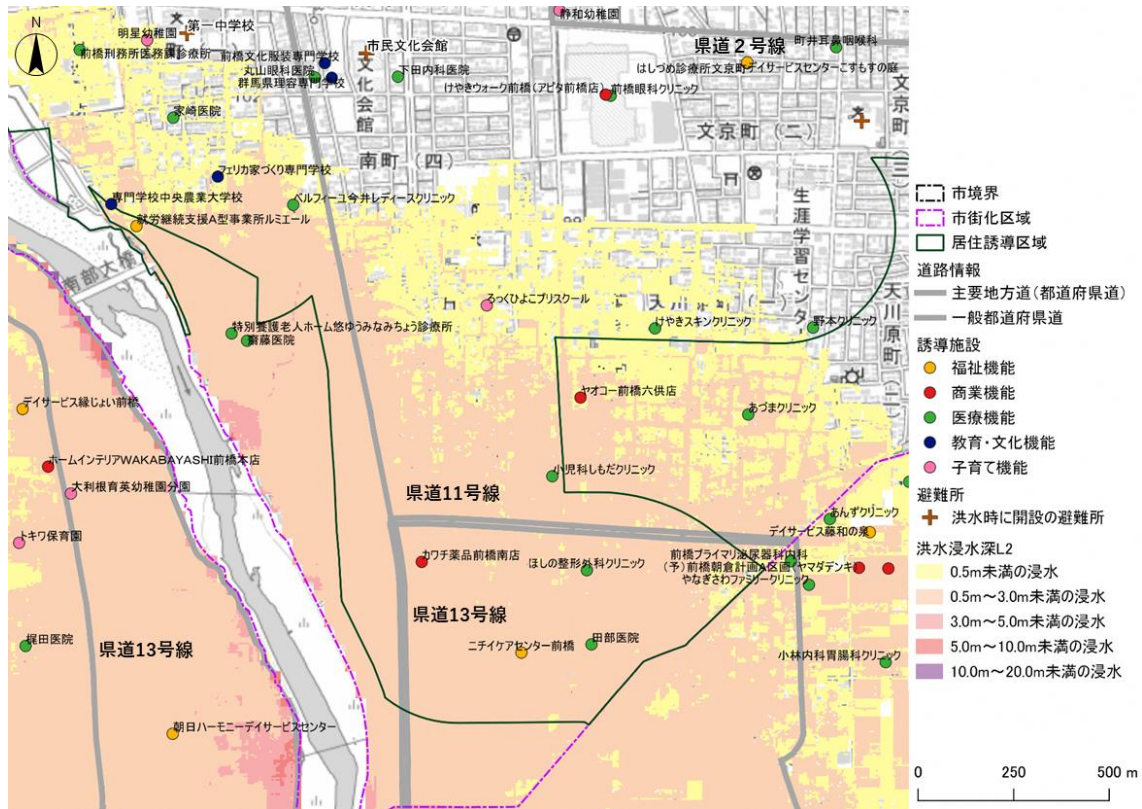 N
静和幼稚園
明星幼稚園
第一中学校
市民文化会館
県道2号線
町井耳鼻咽喉科
前橋刑務所医務課診療所
前橋文化服装専門学校
丸山眼科医院
群馬県理容専門学校
下田内科医院
はしづめ診療所文京町デイサービスセンターこすもすの庭
けやきウォーク前橋(アピタ前橋店)
前橋眼科クリニック
家崎医院
文化会館
文京町(二)
文京町(三)
南町(四)
フェリカ家づくり専門学校
専門学校中央農業大学校
ベルフィーユ今井レディースクリニック
就労継続支援A型事業所ルミエール
生涯学習センター
南部大橋
天川原町(二)
ろっくひよこプリスクール
けやきスキンクリニック
野本クリニック
特別養護老人ホーム悠ゆうみなみちょう診療所
齋藤医院
ヤオコー前橋六供店
あづまクリニック
デイサービス縁じょい前橋
ホームインテリアWAKABAYASHI前橋本店
大利根育英幼稚園分園
小児科しもだクリニック
県道11号線
あんずクリニック
デイサービス藤和の泉
トキワ保育園
カワチ薬品前橋南店
ほしの整形外科クリニック
前橋プライマリ泌尿器科内科
(予)前橋朝倉計画A区画(ヤマダデンキ)
やなぎさわファミリークリニック
県道13号線
県道13号線
梶田医院
ニチイケアセンター前橋
田部医院
小林内科胃腸科クリニック
朝日ハーモニーデイサービスセンター
市境界
市街化区域
居住誘導区域
道路情報
主要地方道(都道府県道)
一般都道府県道
誘導施設
福祉機能
商業機能
医療機能
教育・文化機能
子育て機能
避難所
洪水時に開設の避難所
洪水浸水深L2
0.5m未満の浸水
0.5m~3.0m未満の浸水
3.0m~5.0m未満の浸水
5.0m~10.0m未満の浸水
10.0m~20.0m未満の浸水
0 250 500 m